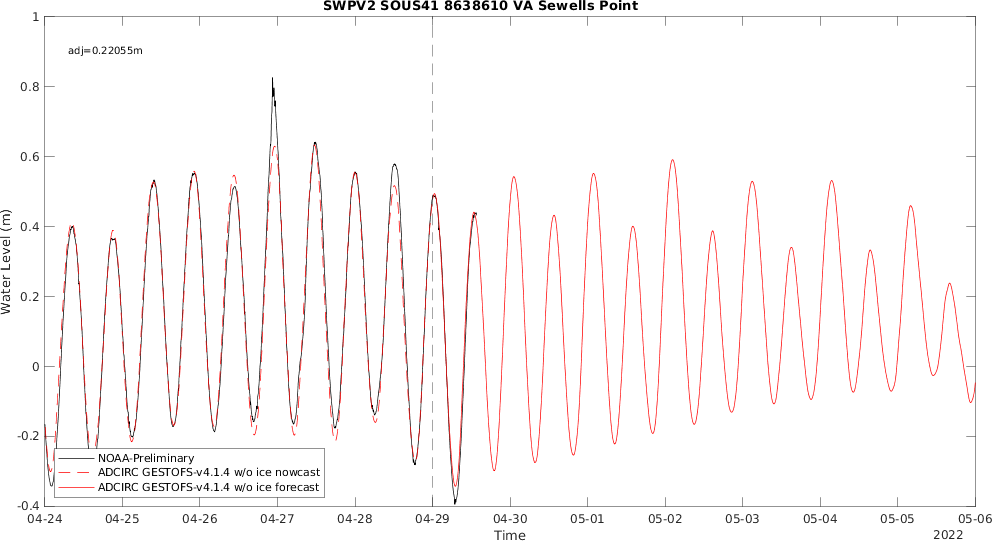 SWPV2 SOUS41 8638610 VA Sewells Point
adj=0.22055m
1
0.8
0.6
0.4
0.2
0
-0.2
-0.4
Water Level (m)
NOAA-Preliminary
ADCIRC GESTOFS-v4.1.4 w/o ice nowcast
ADCIRC GESTOFS-v4.1.4 w/o ice forecast
04-24 04-25 04-26 04-27 04-28 04-29 04-30 05-01 05-02 05-03 05-04 05-05 05-06
Time
2022